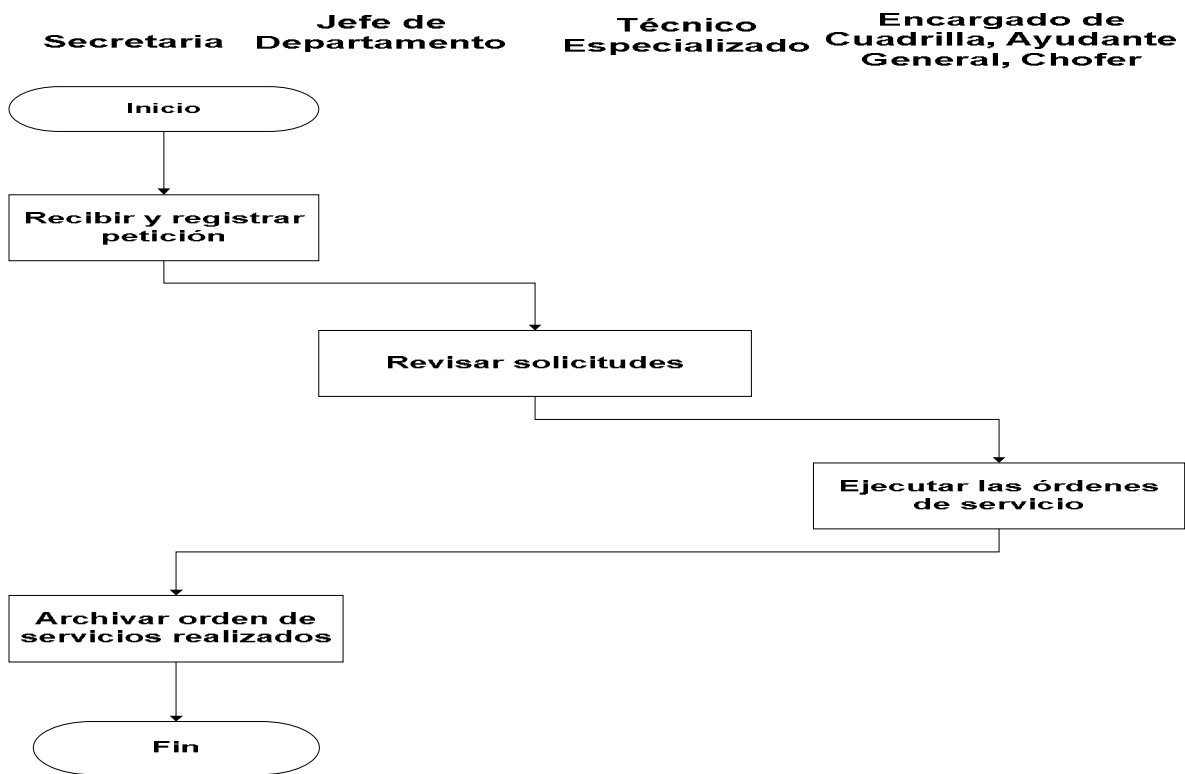 Secretaria
Jefe de
Departamento
Técnico
Especializado
Encargado de
Cuadrilla, Ayudante
General, Chofer
Inicio
Recibir y registrar
petición
Revisar solicitudes
Ejecutar las órdenes
de servicio
Archivar orden de
servicios realizados
Fin